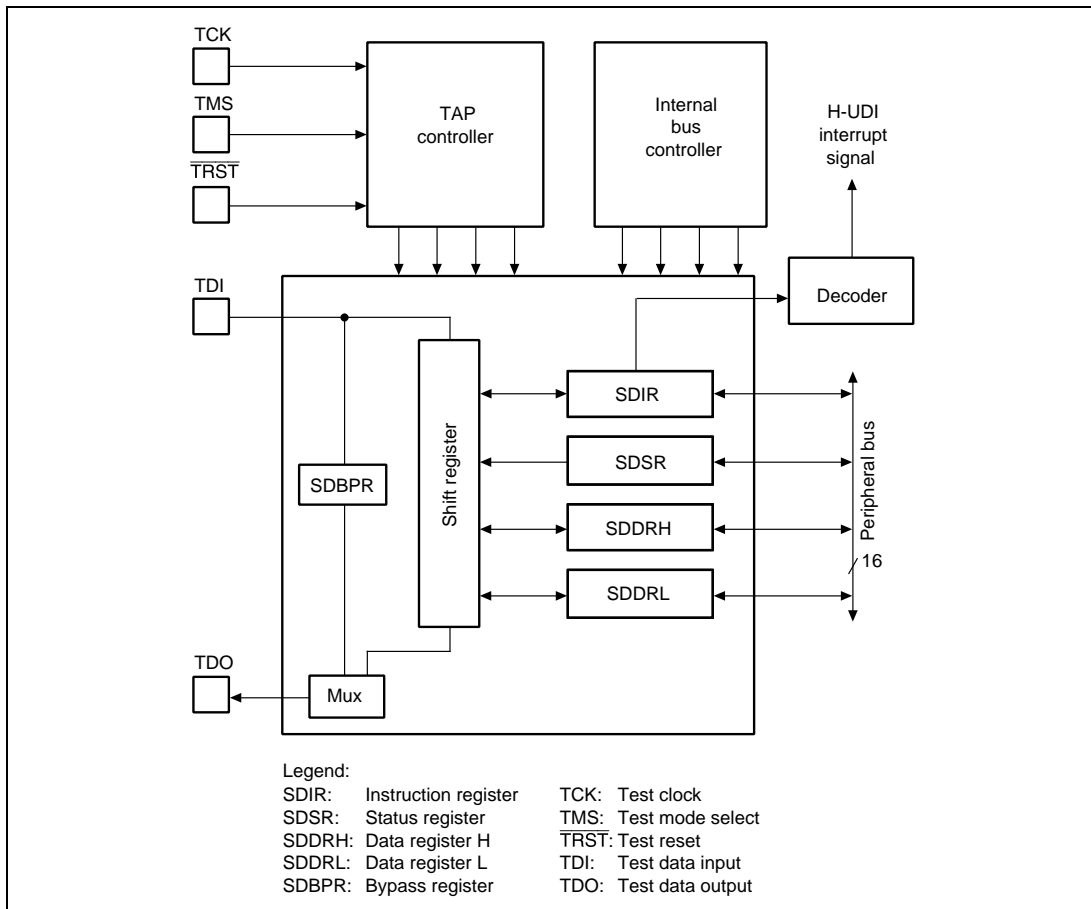 TCK
TMS
TRST
TDI
TDO
TAP
controller
Internal
bus
controller
H-UDI
interrupt
signal
Decoder
SDBPR
Shift register
SDIR
SDSR
SDDRH
SDDRL
Peripheral bus
16
Mux
Legend:
SDIR: Instruction register
SDSR: Status register
SDDRH: Data register H
SDDRL: Data register L
SDBPR: Bypass register
TCK: Test clock
TMS: Test mode select
TRST: Test reset
TDI: Test data input
TDO: Test data output